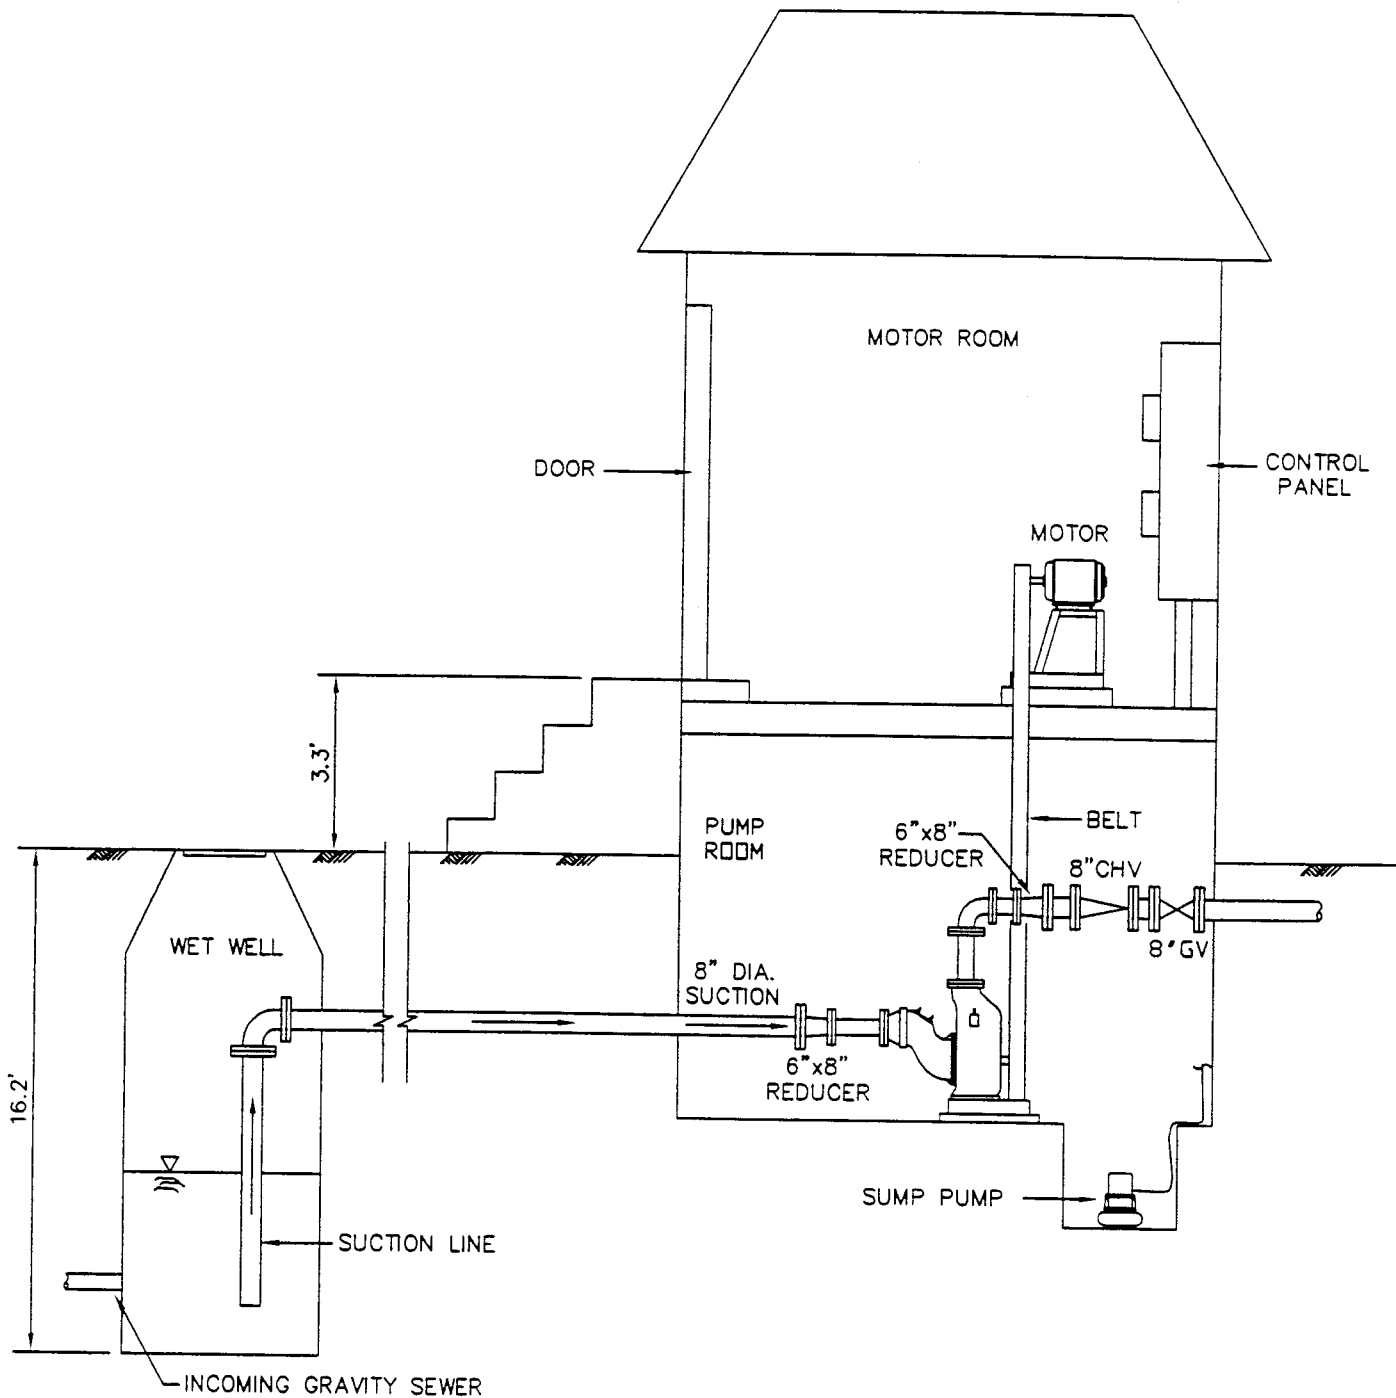 MOTOR ROOM
DOOR
CONTROL
PANEL
MOTOR
3.3'
PUMP
ROOM
6"x8"
REDUCER
BELT
8"CHV
8"GV
WET WELL
8" DIA.
SUCTION
6"x8"
REDUCER
16.2'
SUMP PUMP
SUCTION LINE
INCOMING GRAVITY SEWER